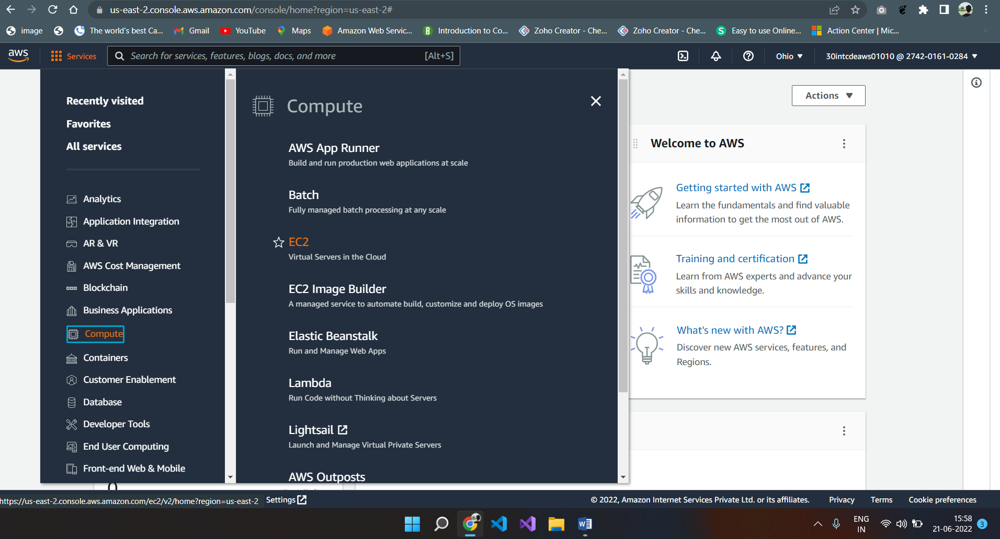 us-east-2.console.aws.amazon.com/console/home?region=us-east-2#
image
The world's best Ca...
Gmail
YouTube
Maps
Amazon Web Servic...
Introduction to Co...
Zoho Creator - Che...
Zoho Creator - Che...
Easy to use Online...
Action Center | Mic...
aws
Services
Search for services, features, blogs, docs, and more
[Alt+S]
Ohio
30intcdeaws01010 @ 2742-0161-0284
Recently visited
Favorites
All services
Analytics
Application Integration
AR & VR
AWS Cost Management
Blockchain
Business Applications
Compute
Containers
Customer Enablement
Database
Developer Tools
End User Computing
Front-end Web & Mobile
Compute
AWS App Runner
Build and run production web applications at scale
Batch
Fully managed batch processing at any scale
EC2
Virtual Servers in the Cloud
EC2 Image Builder
A managed service to automate build, customize and deploy OS images
Elastic Beanstalk
Run and Manage Web Apps
Lambda
Run Code without Thinking about Servers
Lightsail
Launch and Manage Virtual Private Servers
AWS Outposts
Actions
Welcome to AWS
Getting started with AWS
Learn the fundamentals and find valuable
information to get the most out of AWS.
Training and certification
Learn from AWS experts and advance your
skills and knowledge.
What's new with AWS?
Discover new AWS services, features, and
Regions.
https://us-east-2.console.aws.amazon.com/ec2/v2/home?region=us-east-2
Settings
© 2022, Amazon Internet Services Private Ltd. or its affiliates.
Privacy
Terms
Cookie preferences
ENG
IN
15:58
21-06-2022
3